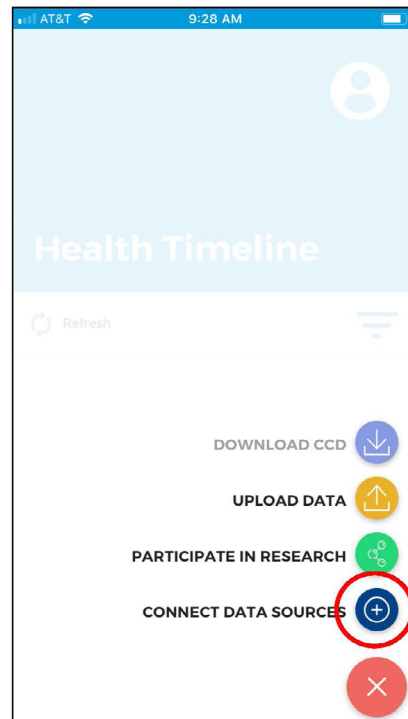 AT&T 9:28 AM
Health Timeline
Refresh
DOWNLOAD CCD
UPLOAD DATA
PARTICIPATE IN RESEARCH
CONNECT DATA SOURCES